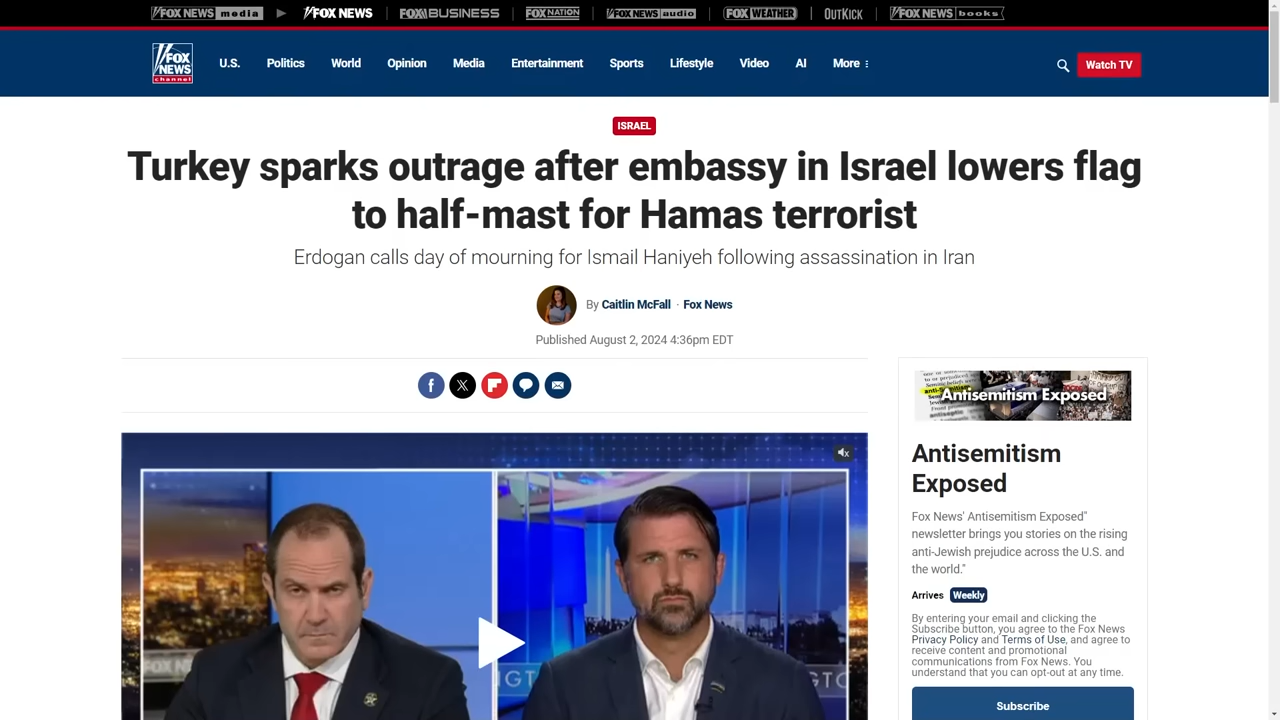 FOX NEWS media
FOX NEWS
FOX BUSINESS
FOX NATION
FOX NEWS audio
FOX WEATHER
OUTKICK
FOX NEWS books
FOX
NEWS
channel
U.S.
Politics
World
Opinion
Media
Entertainment
Sports
Lifestyle
Video
AI
More
Watch TV
ISRAEL
Turkey sparks outrage after embassy in Israel lowers flag
to half-mast for Hamas terrorist
Erdogan calls day of mourning for Ismail Haniyeh following assassination in Iran
By Caitlin McFall · Fox News
Published August 2, 2024 4:36pm EDT
Antisemitism Exposed
Antisemitism
Exposed
Fox News' Antisemitism Exposed"
newsletter brings you stories on the rising
anti-Jewish prejudice across the U.S. and
the world."
Arrives Weekly
By entering your email and clicking the
Subscribe button, you agree to the Fox News
Privacy Policy and Terms of Use, and agree to
receive content and promotional
communications from Fox News. You
understand that you can opt-out at any time.
Subscribe